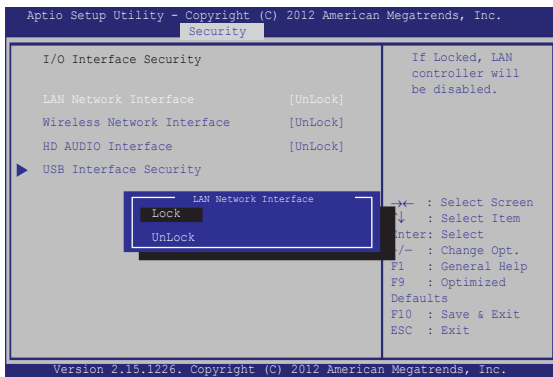 Aptio Setup Utility - Copyright (C) 2012 American Megatrends, Inc.
Security
I/O Interface Security
LAN Network Interface [UnLock]
Wireless Network Interface [UnLock]
HD AUDIO Interface [UnLock]
USB Interface Security
LAN Network Interface
Lock
UnLock
If Locked, LAN
controller will
be disabled.
→← : Select Screen
↑↓ : Select Item
Enter: Select
+/— : Change Opt.
F1 : General Help
F9 : Optimized
Defaults
F10 : Save & Exit
ESC : Exit
Version 2.15.1226. Copyright (C) 2012 American Megatrends, Inc.